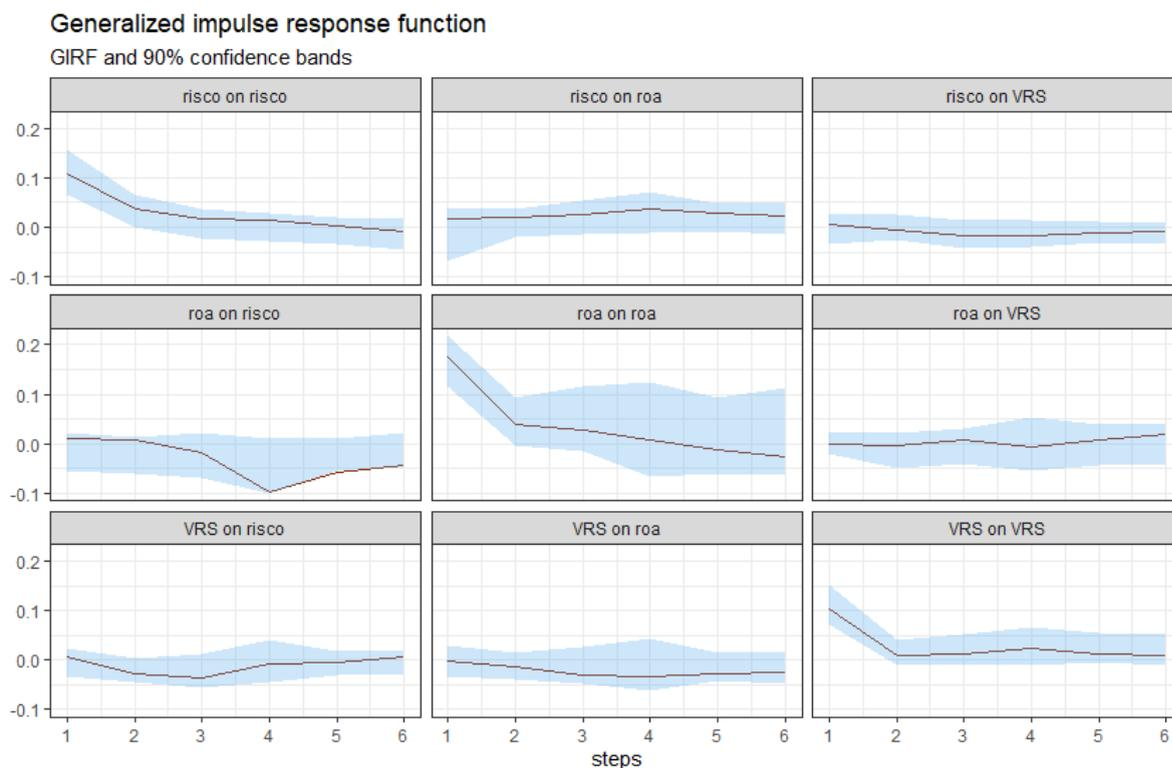 Generalized impulse response function
GIRF and 90% confidence bands
risco on risco
risco on roa
risco on VRS
0.2
0.1
0.0
-0.1
roa on risco
roa on roa
roa on VRS
0.2
0.1
0.0
-0.1
VRS on risco
VRS on roa
VRS on VRS
0.2
0.1
0.0
-0.1
1 2 3 4 5 6 1 2 3 4 5 6 1 2 3 4 5 6
steps